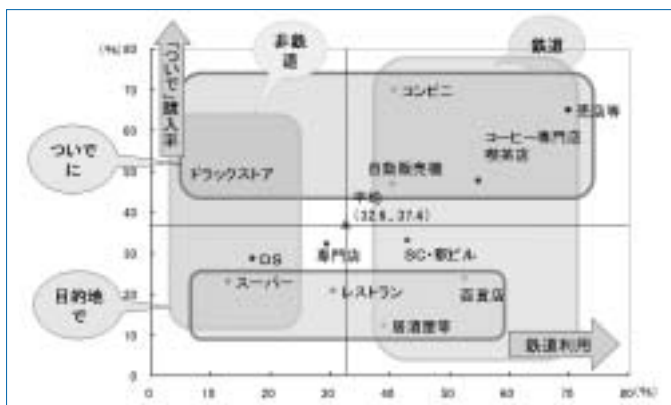 (%)
80
70
60
50
40
30
20
10
0
「ついで」購入率
非鉄
道
鉄道
ついで
に
目的地
で
コンビニ
売店等
コーヒー専門店
喫茶店
自動販売機
ドラッグストア
平均
(32.6, 37.4)
DS
専門店
SC・駅ビル
スーパー
レストラン
百貨店
居酒屋等
鉄道利用
0
10
20
30
40
50
60
70
80 (%)